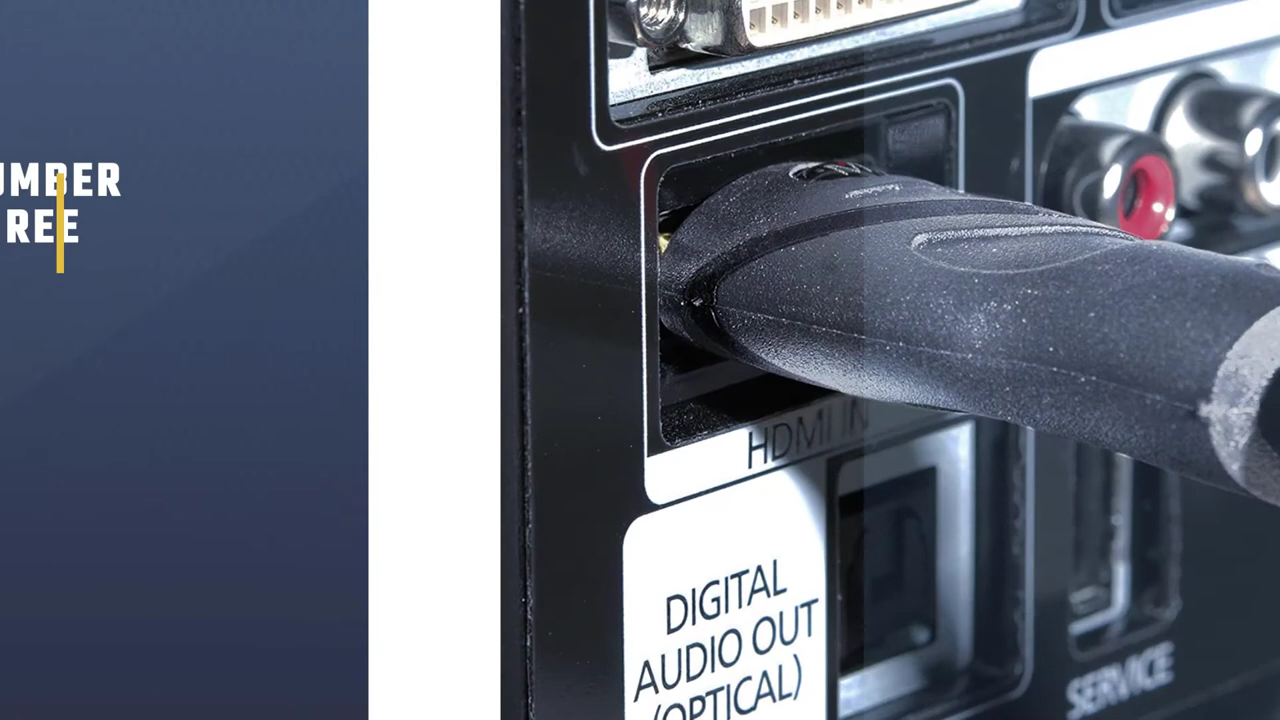 UMBER
REE
HDMI IN
DIGITAL
AUDIO OUT
(OPTICAL)
SERVICE